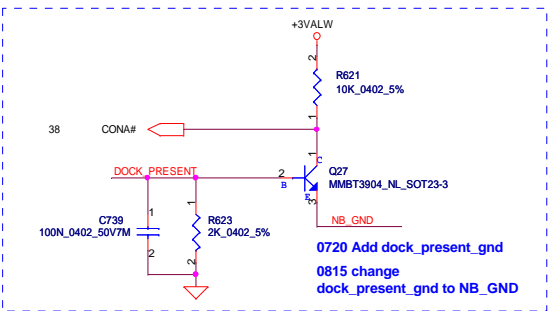 +3VALW
2
R621
10K_0402_5%
1
38 CONA#
1
C
DOCK_PRESENT
2
B
Q27
MMBT3904_NL_SOT23-3
E
3
NB_GND
C739
100N_0402_50V7M
1
2
1
R623
2K_0402_5%
2
0720 Add dock_present_gnd
0815 change
dock_present_gnd to NB_GND